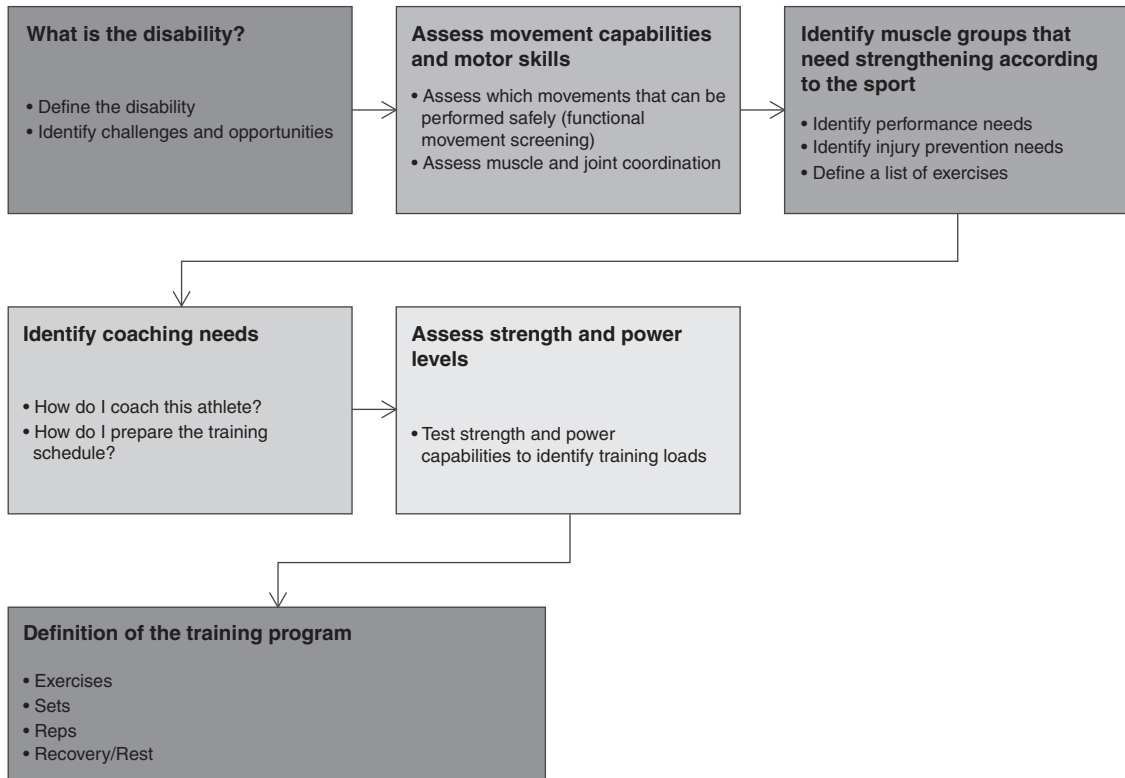 What is the disability?
• Define the disability
• Identify challenges and opportunities
Assess movement capabilities
and motor skills
• Assess which movements that can be
performed safely (functional
movement screening)
• Assess muscle and joint coordination
Identify muscle groups that
need strengthening according
to the sport
• Identify performance needs
• Identify injury prevention needs
• Define a list of exercises
Identify coaching needs
• How do I coach this athlete?
• How do I prepare the training
schedule?
Assess strength and power
levels
• Test strength and power
capabilities to identify training loads
Definition of the training program
• Exercises
• Sets
• Reps
• Recovery/Rest